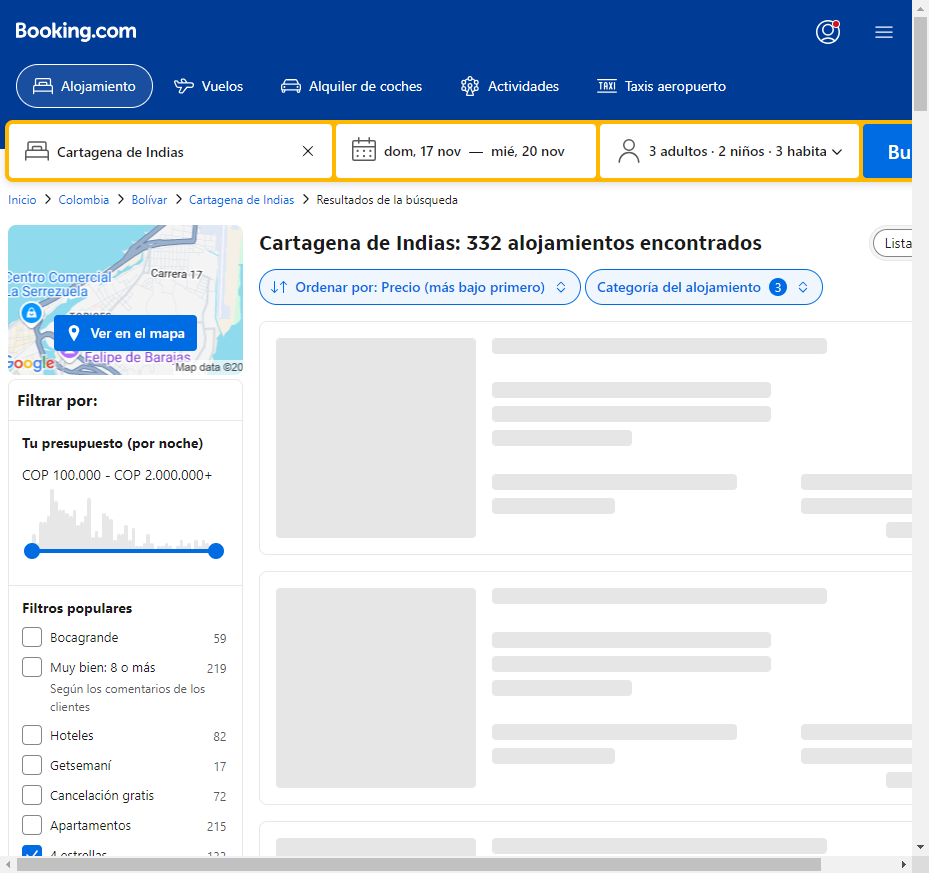 Booking.com
Alojamiento
Vuelos
Alquiler de coches
Actividades
TAXI Taxis aeropuerto
Cartagena de Indias
dom, 17 nov — mié, 20 nov
3 adultos · 2 niños · 3 habita
Bu
Inicio > Colombia > Bolívar > Cartagena de Indias > Resultados de la búsqueda
Centro Comercial
La Serrezuela
Carrera 17
Ver en el mapa
Felipe de Barajas
Google
Map data ©20
Cartagena de Indias: 332 alojamientos encontrados
Lista
Ordenar por: Precio (más bajo primero)
Categoría del alojamiento 3
Filtrar por:
Tu presupuesto (por noche)
COP 100.000 - COP 2.000.000+
Filtros populares
Bocagrande 59
Muy bien: 8 o más 219
Según los comentarios de los
clientes
Hoteles 82
Getsemaní 17
Cancelación gratis 72
Apartamentos 215
4 estrellas